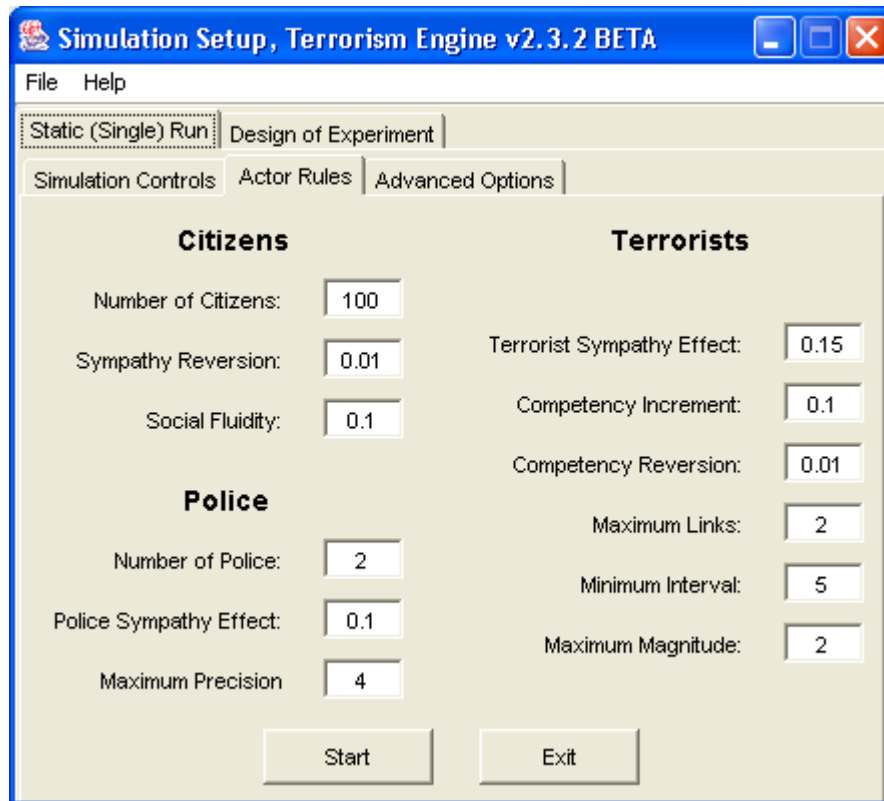 Simulation Setup, Terrorism Engine v2.3.2 BETA
File Help
Static (Single) Run Design of Experiment
Simulation Controls Actor Rules Advanced Options
Citizens
Number of Citizens: 100
Sympathy Reversion: 0.01
Social Fluidity: 0.1
Police
Number of Police: 2
Police Sympathy Effect: 0.1
Maximum Precision 4
Terrorists
Terrorist Sympathy Effect: 0.15
Competency Increment: 0.1
Competency Reversion: 0.01
Maximum Links: 2
Minimum Interval: 5
Maximum Magnitude: 2
Start Exit